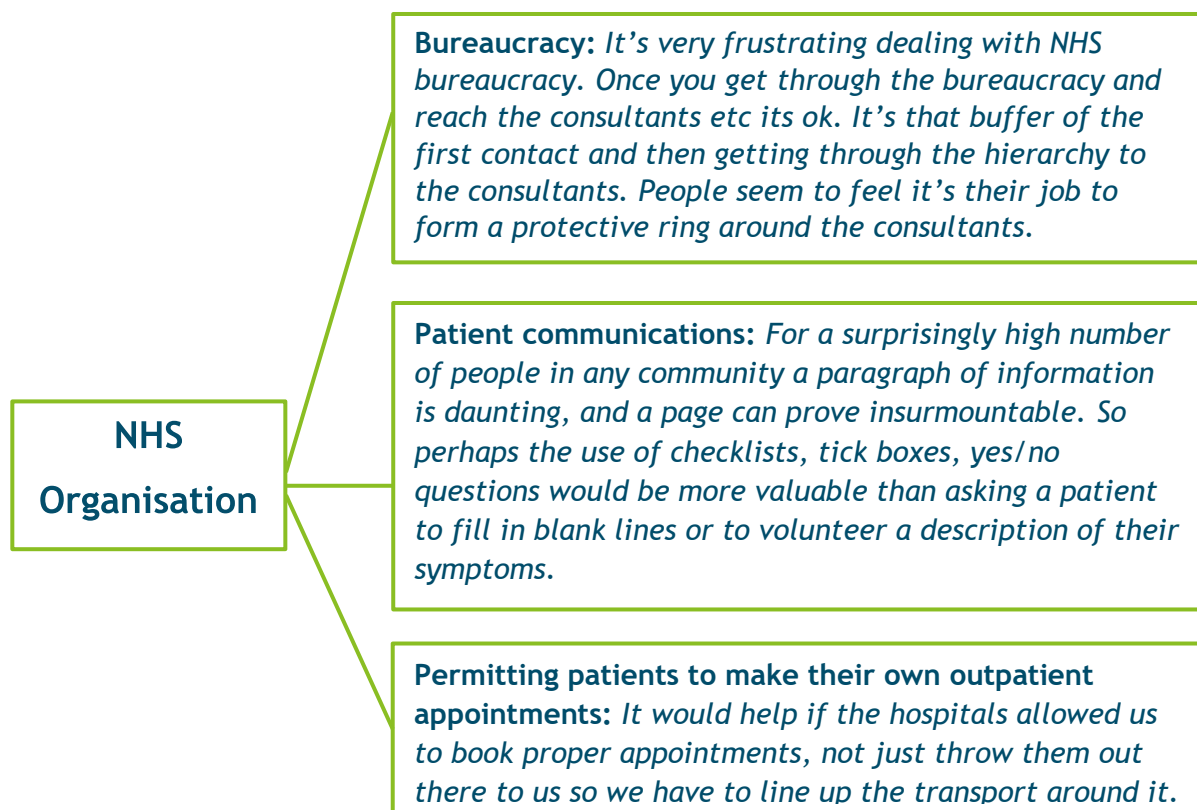 Bureaucracy: It’s very frustrating dealing with NHS
bureaucracy. Once you get through the bureaucracy and
reach the consultants etc its ok. It’s that buffer of the
first contact and then getting through the hierarchy to
the consultants. People seem to feel it’s their job to
form a protective ring around the consultants.
Patient communications: For a surprisingly high number
of people in any community a paragraph of information
is daunting, and a page can prove insurmountable. So
perhaps the use of checklists, tick boxes, yes/no
questions would be more valuable than asking a patient
to fill in blank lines or to volunteer a description of their
symptoms.
NHS
Organisation
Permitting patients to make their own outpatient
appointments: It would help if the hospitals allowed us
to book proper appointments, not just throw them out
there to us so we have to line up the transport around it.